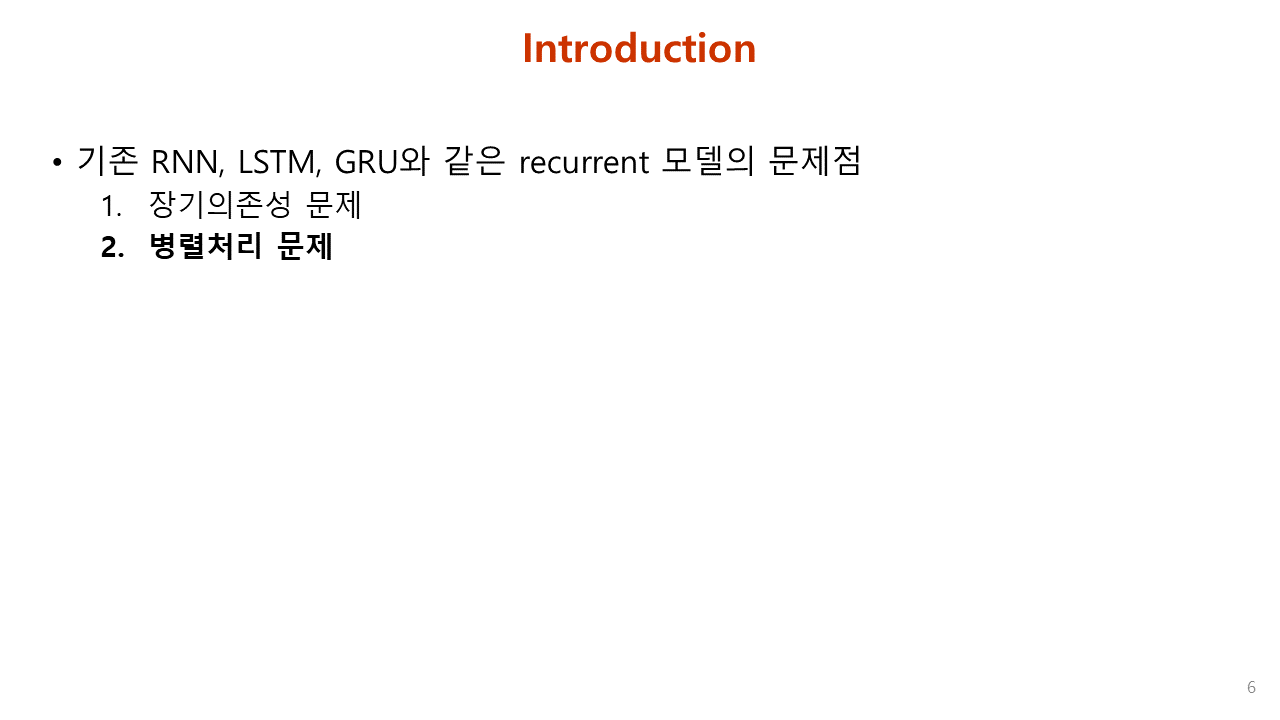 Introduction
• 기존 RNN, LSTM, GRU와 같은 recurrent 모델의 문제점
1. 장기의존성 문제
2. 병렬처리 문제
6